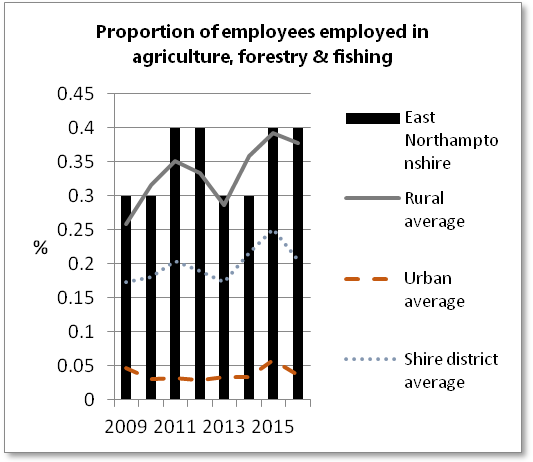 Proportion of employees employed in
agriculture, forestry & fishing
0.45
0.4
0.35
0.3
0.25
0.2
0.15
0.1
0.05
0
%
2009 2011 2013 2015
East
Northampto
nshire
Rural
average
Urban
average
Shire district
average